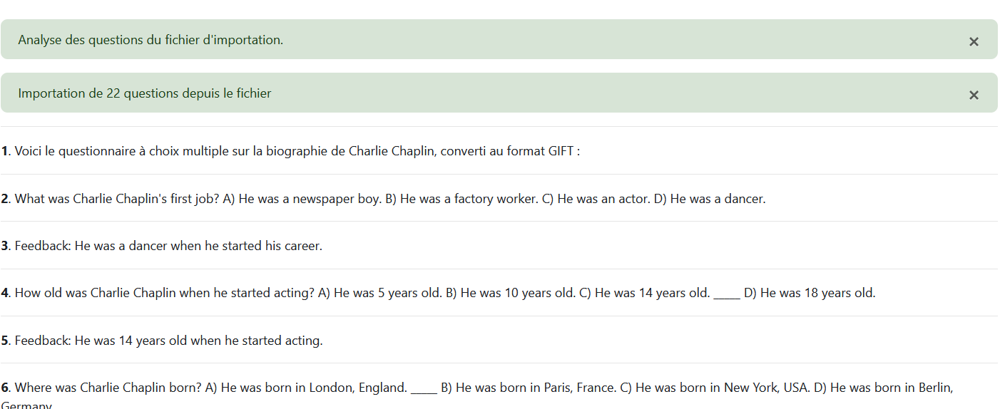 Analyse des questions du fichier d'importation.
×
Importation de 22 questions depuis le fichier
×
1. Voici le questionnaire à choix multiple sur la biographie de Charlie Chaplin, converti au format GIFT :
2. What was Charlie Chaplin's first job? A) He was a newspaper boy. B) He was a factory worker. C) He was an actor. D) He was a dancer.
3. Feedback: He was a dancer when he started his career.
4. How old was Charlie Chaplin when he started acting? A) He was 5 years old. B) He was 10 years old. C) He was 14 years old. _____ D) He was 18 years old.
5. Feedback: He was 14 years old when he started acting.
6. Where was Charlie Chaplin born? A) He was born in London, England. _____ B) He was born in Paris, France. C) He was born in New York, USA. D) He was born in Berlin,
Germany.